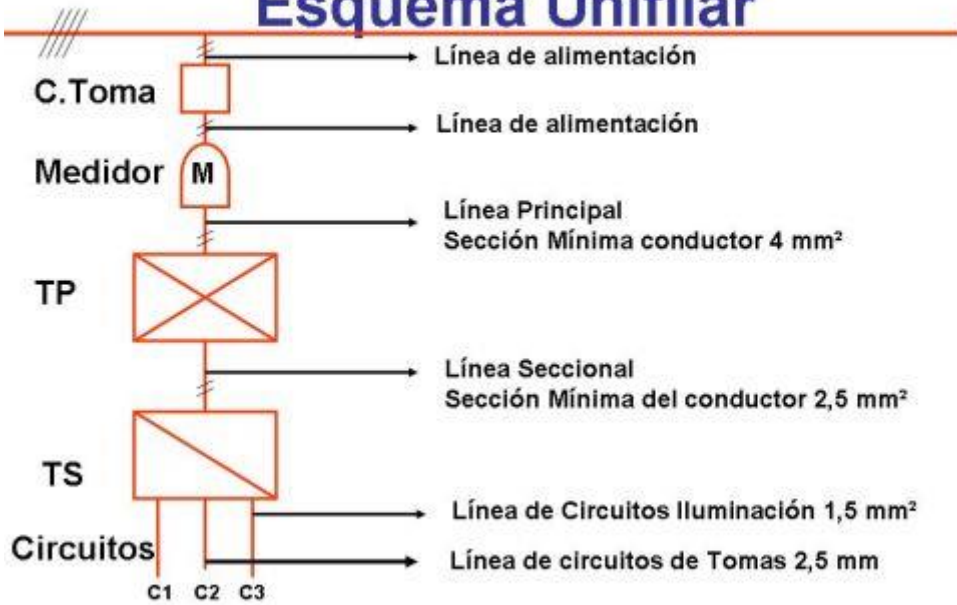 Esquema Unifilar
Línea de alimentación
C.Toma
Línea de alimentación
Medidor
M
Línea Principal
Sección Mínima conductor 4 mm²
TP
Línea Seccional
Sección Mínima del conductor 2,5 mm²
TS
Línea de Circuitos Iluminación 1,5 mm²
Circuitos
Línea de circuitos de Tomas 2,5 mm
C1 C2 C3